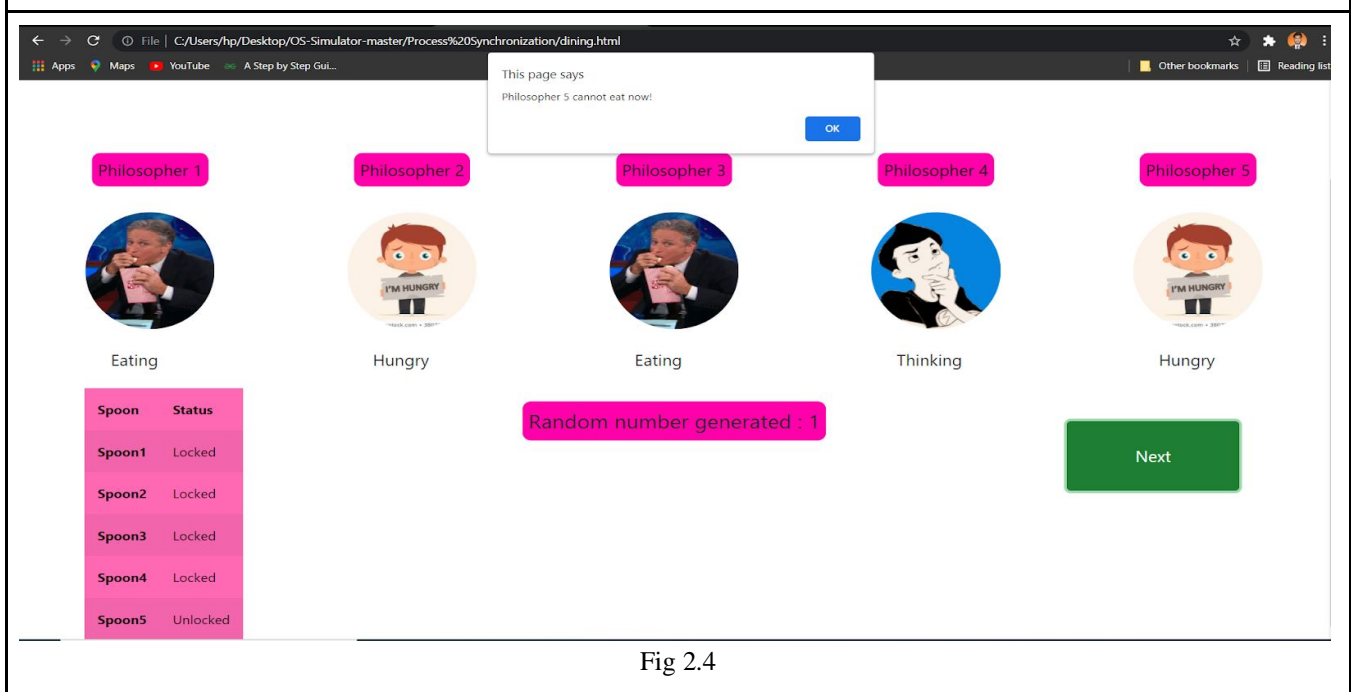 File | C:/Users/hp/Desktop/OS-Simulator-master/Process%20Synchronization/dining.html
Apps Maps YouTube A Step by Step Gui... Other bookmarks Reading list
This page says
Philosopher 5 cannot eat now!
OK
Philosopher 1 Philosopher 2 Philosopher 3 Philosopher 4 Philosopher 5
I'M HUNGRY I'M HUNGRY
Eating Hungry Eating Thinking Hungry
Spoon Status
Random number generated : 1
Spoon1 Locked
Next
Spoon2 Locked
Spoon3 Locked
Spoon4 Locked
Spoon5 Unlocked
Fig 2.4